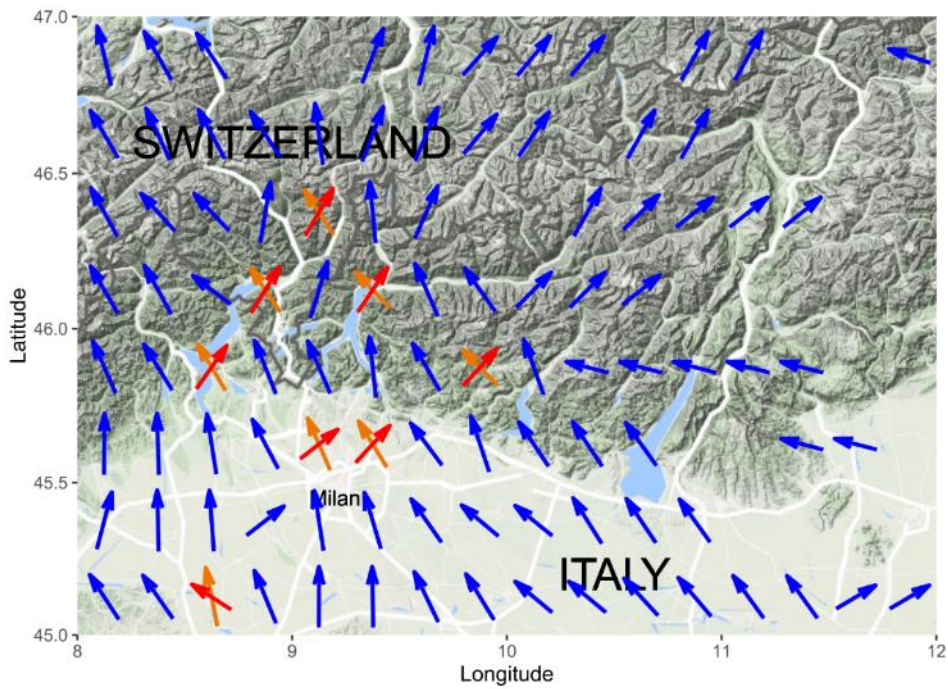 47.0
SWITZERLAND
46.5
Latitude
46.0
45.5
Milan
ITALY
45.0
8 9 10 11 12
Longitude